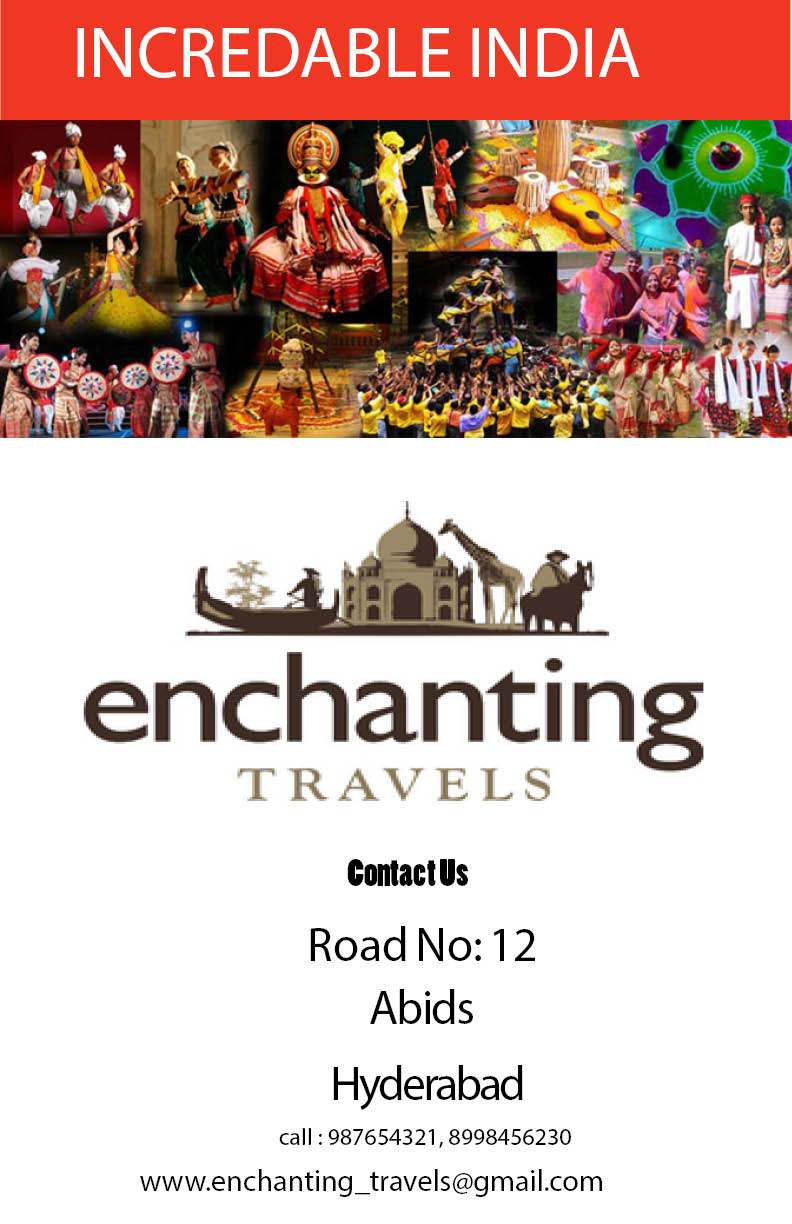 INCREDABLE INDIA
enchanting
TRAVELS
Contact Us
Road No: 12
Abids
Hyderabad
call : 987654321, 8998456230
www.enchanting_travels@gmail.com